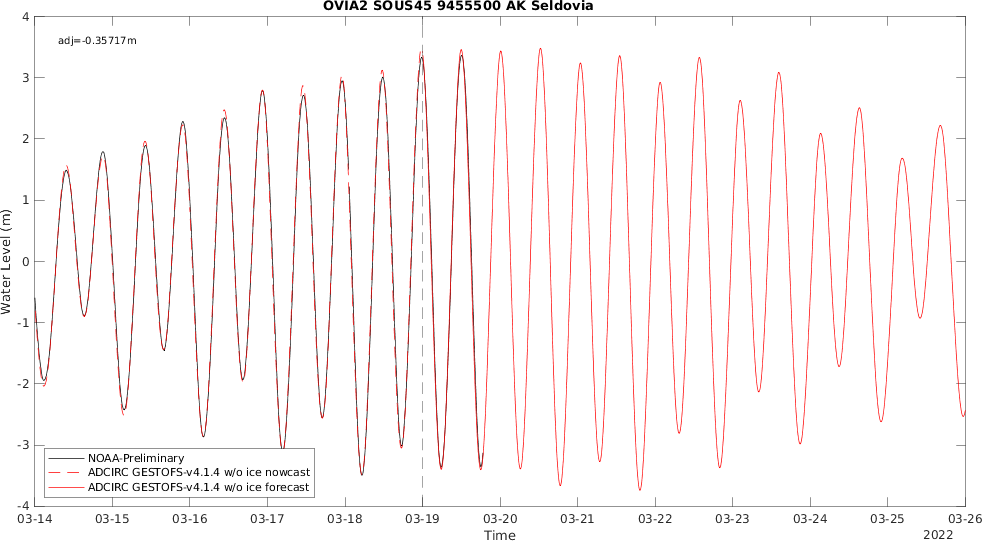 OVIA2 SOUS45 9455500 AK Seldovia
adj=-0.35717m
4
3
2
1
0
-1
-2
-3
-4
Water Level (m)
NOAA-Preliminary
ADCIRC GESTOFS-v4.1.4 w/o ice nowcast
ADCIRC GESTOFS-v4.1.4 w/o ice forecast
03-14 03-15 03-16 03-17 03-18 03-19 03-20 03-21 03-22 03-23 03-24 03-25 03-26
Time
2022